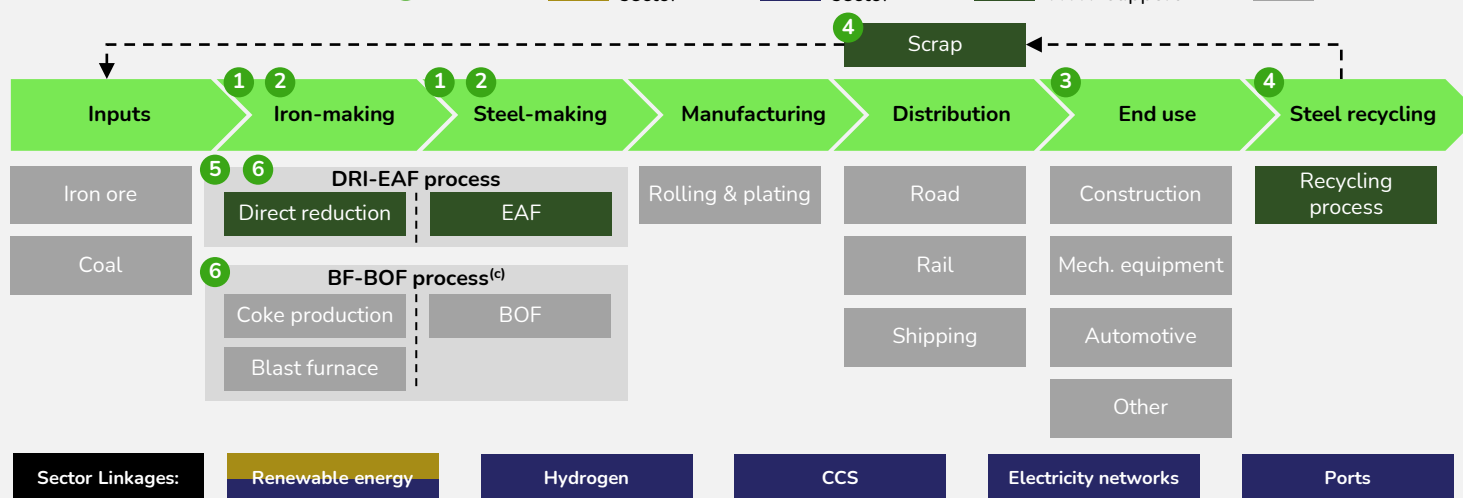 4
Scrap
1
2
1
2
3
4
Inputs
Iron-making
Steel-making
Manufacturing
Distribution
End use
Steel recycling
5
6
Iron ore
Coal
DRI-EAF process
Direct reduction
EAF
6
BF-BOF process(c)
Coke production
BOF
Blast furnace
Rolling & plating
Road
Rail
Shipping
Construction
Mech. equipment
Automotive
Other
Recycling
process
Sector Linkages:
Renewable energy
Hydrogen
CCS
Electricity networks
Ports